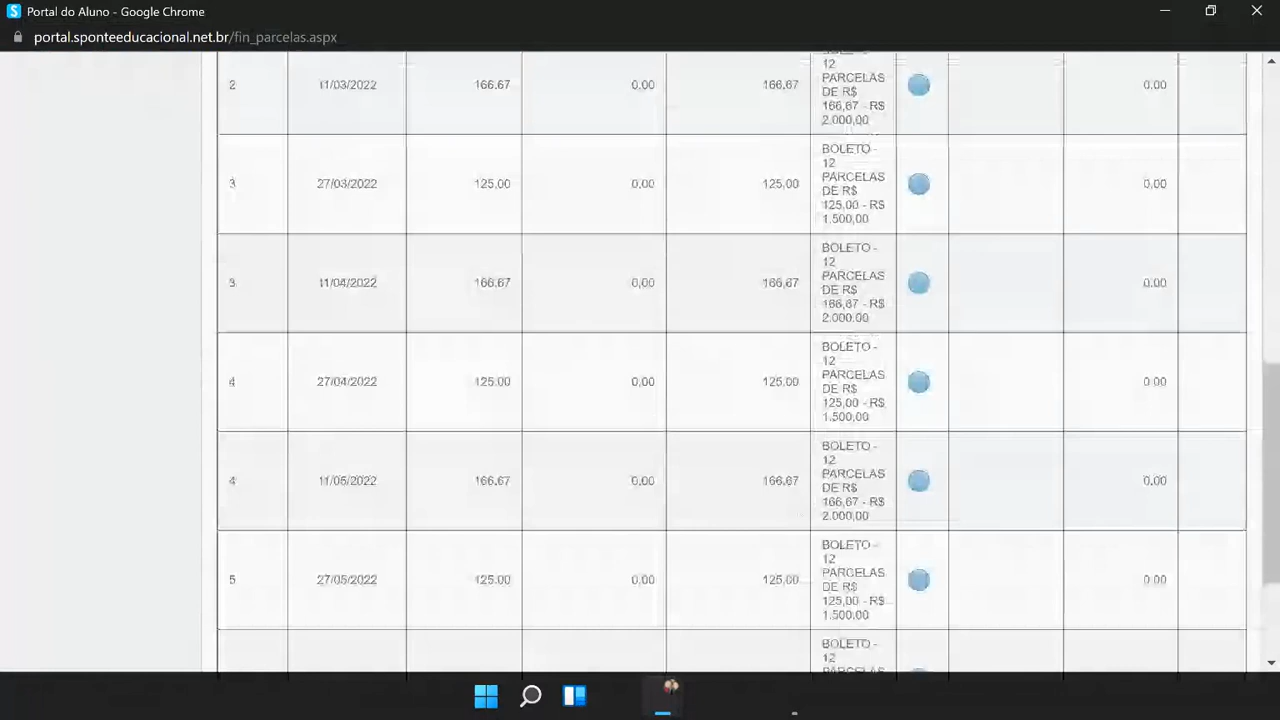 Portal do Aluno - Google Chrome
portal.sponteeducacional.net.br/fin_parcelas.aspx
12
PARCELAS
DE R$
2 11/03/2022 166,67 0,00 166,67 166,67 - R$ 0,00
2.000,00
BOLETO -
12
PARCELAS
DE R$
3 27/03/2022 125,00 0,00 125,00 125,00 - R$ 0,00
1.500,00
BOLETO -
12
PARCELAS
DE R$
3 11/04/2022 166,67 0,00 166,67 166,67 - R$ 0,00
2.000,00
BOLETO -
12
PARCELAS
DE R$
4 27/04/2022 125,00 0,00 125,00 125,00 - R$ 0,00
1.500,00
BOLETO -
12
PARCELAS
DE R$
4 11/05/2022 166,67 0,00 166,67 166,67 - R$ 0,00
2.000,00
BOLETO -
12
PARCELAS
DE R$
5 27/05/2022 125,00 0,00 125,00 125,00 - R$ 0,00
1.500,00
BOLETO -
12
PARCELAS